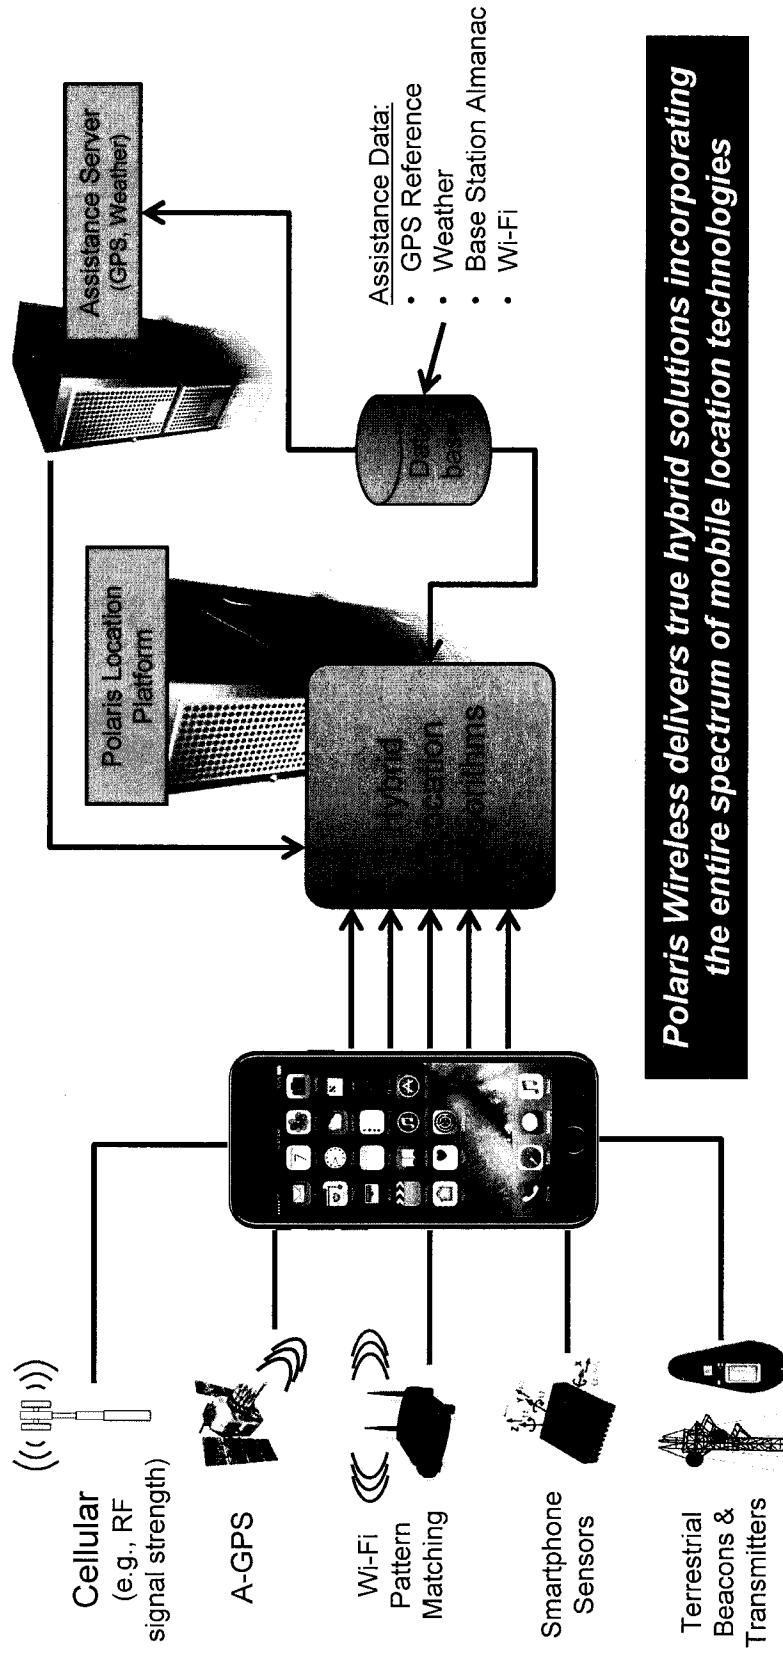 Cellular
(e.g., RF
signal strength)
A-GPS
Wi-Fi
Pattern
Matching
Smartphone
Sensors
Terrestrial
Beacons &
Transmitters
Polaris Location
Platform
Hybrid
Location
Algorithms
Assistance Server
(GPS, Weather)
Data
base
Assistance Data:
• GPS Reference
• Weather
• Base Station Almanac
• Wi-Fi
Polaris Wireless delivers true hybrid solutions incorporating
the entire spectrum of mobile location technologies